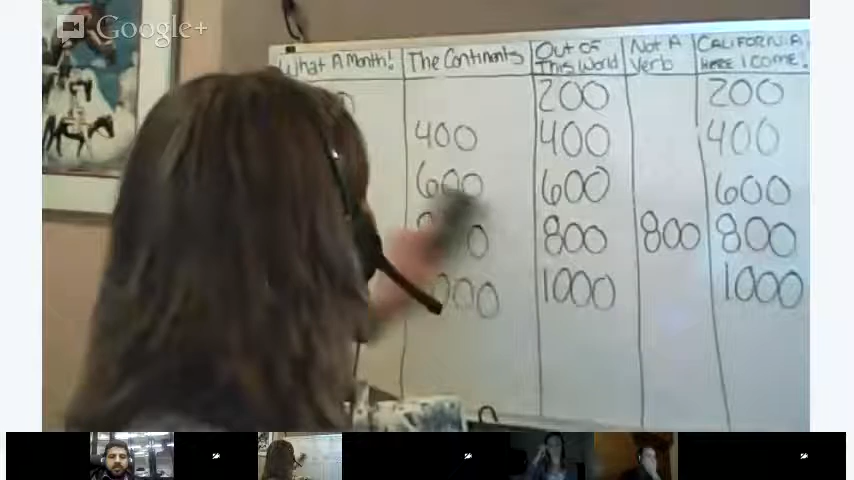 Google+
What A Month!
The Continents
Out Of
This World
Not A
Verb
CALIFORNIA
HERE I COME!
200
200
400
400
400
600
600
600
800
800
800
1000
1000